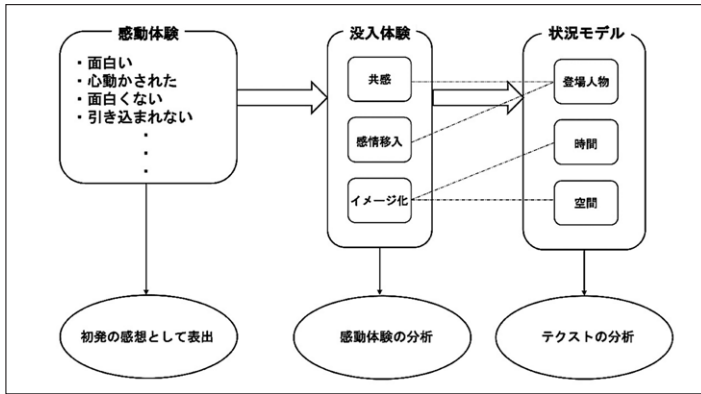 感動体験
・面白い
・心動かされた
・面白くない
・引き込まれない
・
・
・
初発の感想として表出
没入体験
共感
感情移入
イメージ化
感動体験の分析
状況モデル
登場人物
時間
空間
テクストの分析